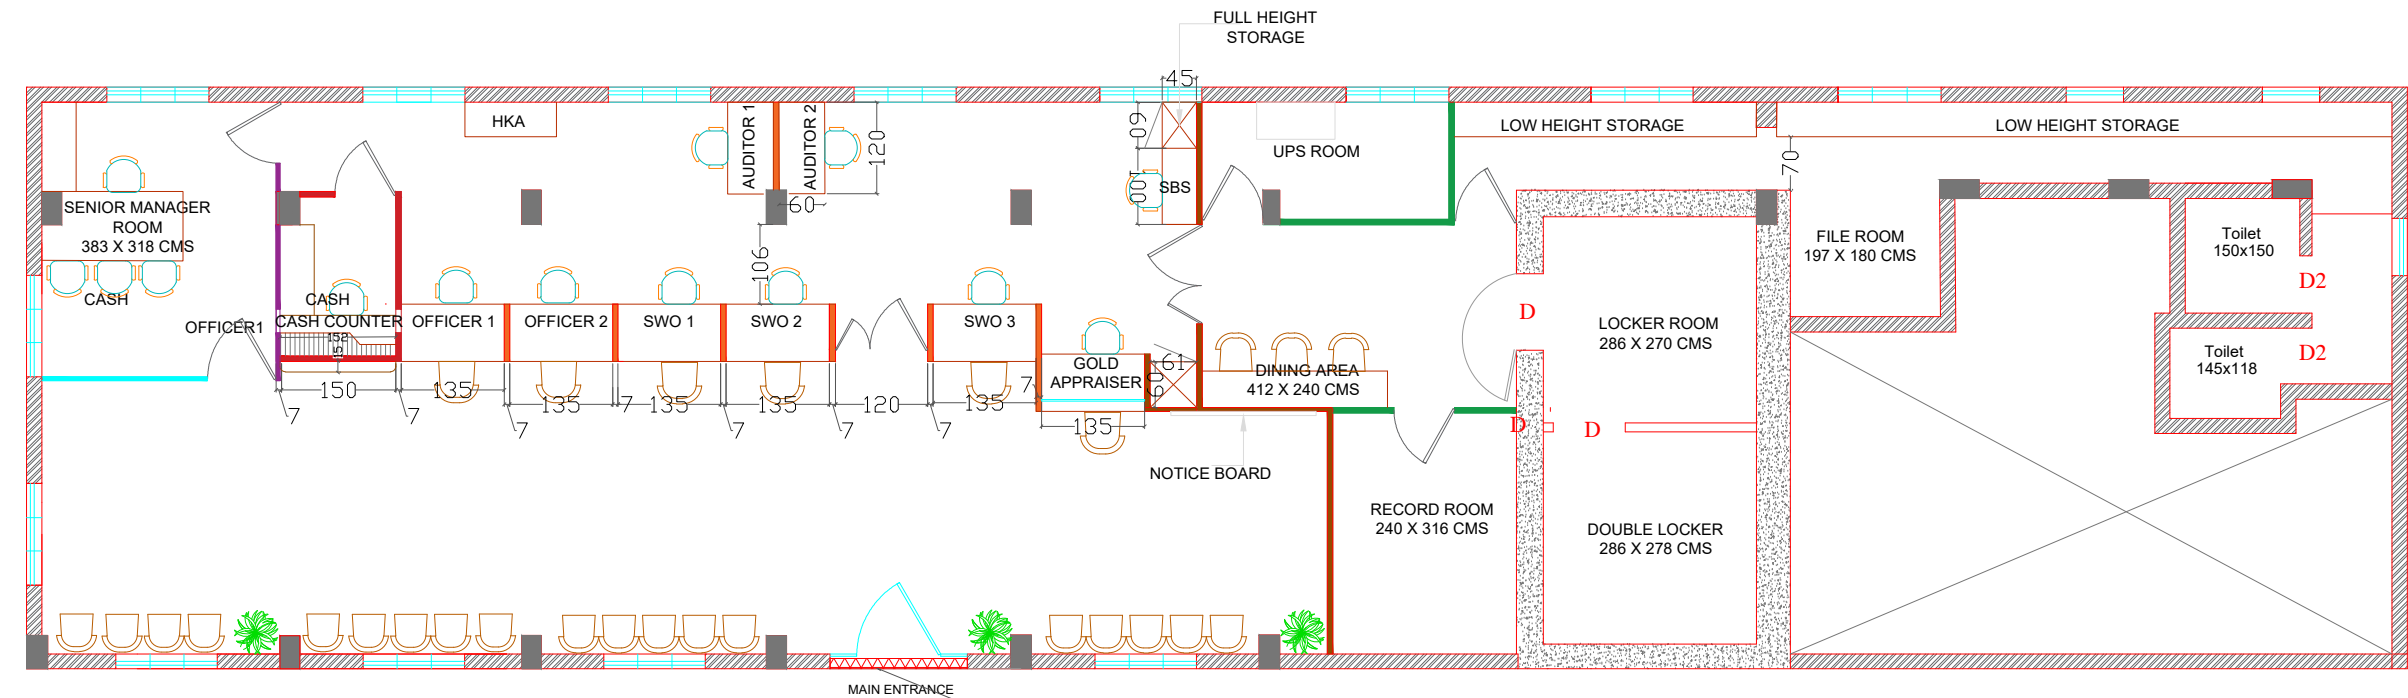 FULL HEIGHT
STORAGE
45
HKA
AUDITOR 1
AUDITOR 2
120
60
60
100
SBS
UPS ROOM
LOW HEIGHT STORAGE
LOW HEIGHT STORAGE
70
SENIOR MANAGER
ROOM
383 X 318 CMS
CASH
OFFICER1
CASH
CASH COUNTER
152
OFFICER 1
OFFICER 2
SWO 1
SWO 2
106
SWO 3
GOLD
APPRAISER
61
60
DINING AREA
412 X 240 CMS
D
LOCKER ROOM
286 X 270 CMS
FILE ROOM
197 X 180 CMS
Toilet
150x150
D2
Toilet
145x118
D2
150
135
135
7
135
135
120
135
7
135
7
7
7
7
7
7
D
D
NOTICE BOARD
RECORD ROOM
240 X 316 CMS
DOUBLE LOCKER
286 X 278 CMS
MAIN ENTRANCE